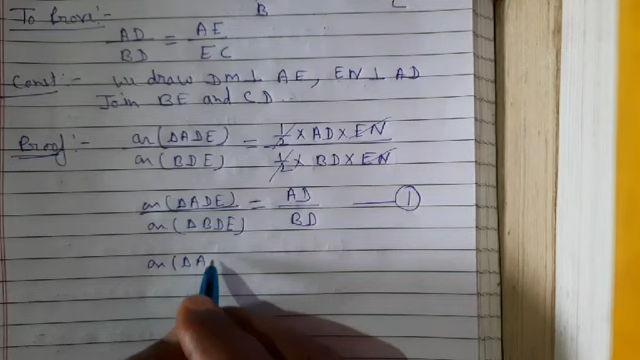 To Prove:-
B C
AD/BD = AE/EC
Const:- We draw DM⊥ AE, EN ⊥ AD
Join BE and CD.
Proof:- ar(ΔADE)/ar(BDE) = 1/2 × AD × EN / 1/2 × BD × EN
ar(ΔADE)/ar(ΔBDE) = AD/BD —— 1
ar(ΔA